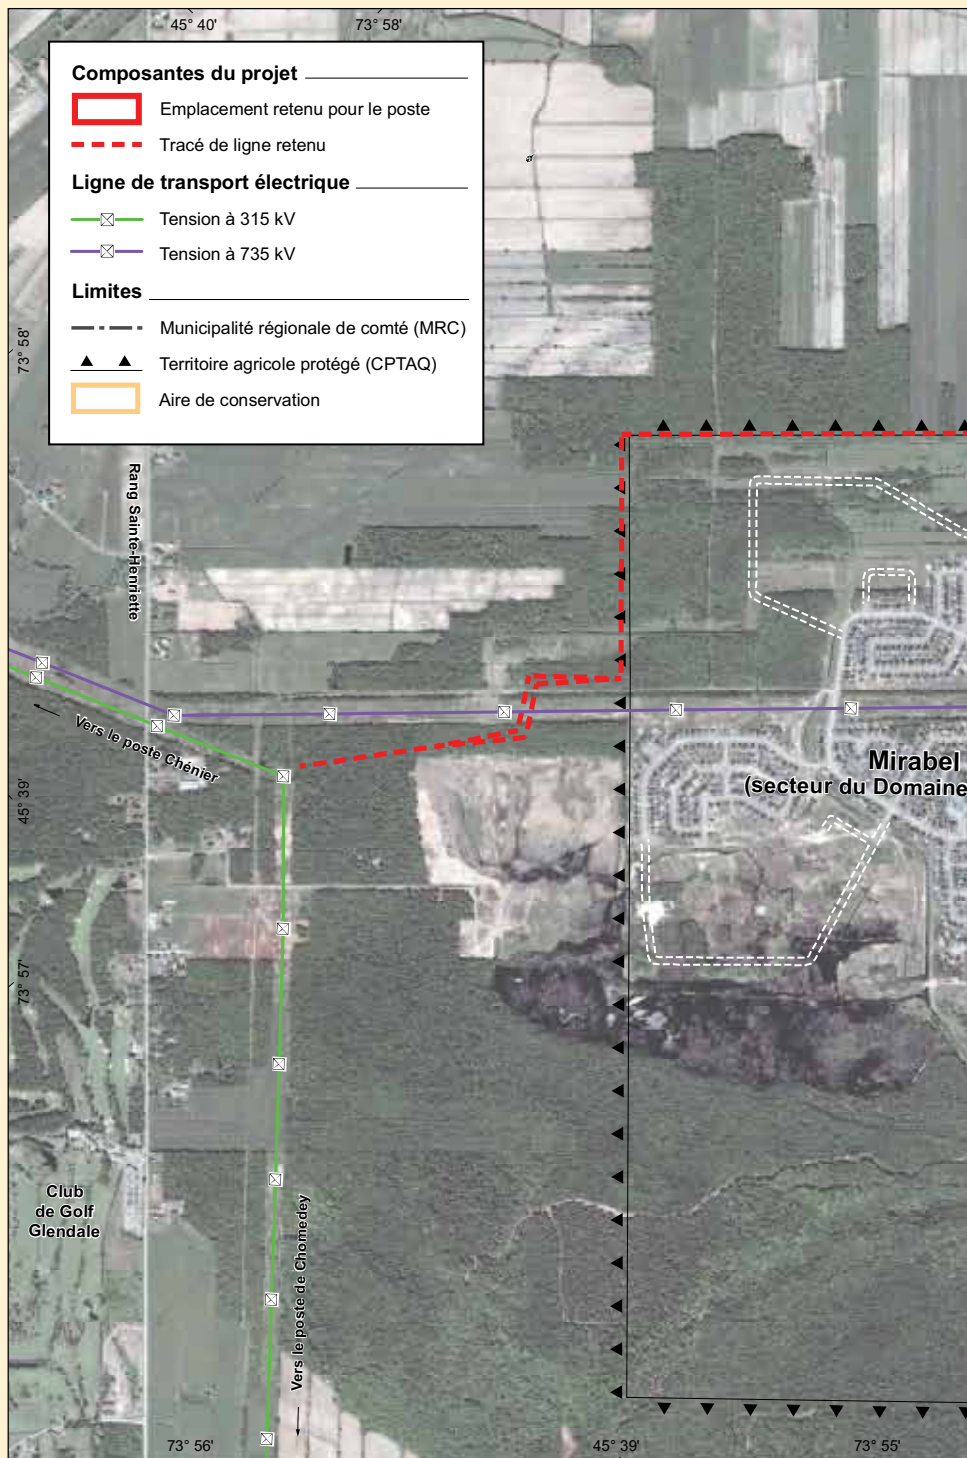 45° 40'
73° 58'
Composantes du projet
Emplacement retenu pour le poste
Tracé de ligne retenu
Ligne de transport électrique
Tension à 315 kV
Tension à 735 kV
Limites
Municipalité régionale de comté (MRC)
Territoire agricole protégé (CPTAQ)
Aire de conservation
73° 58'
Rang Sainte-Henriette
Vers le poste Chénier
Mirabel
(secteur du Domaine
45° 39'
73° 57'
Club
de Golf
Glendale
Vers le poste de Chomedey
73° 56'
45° 39'
73° 55'